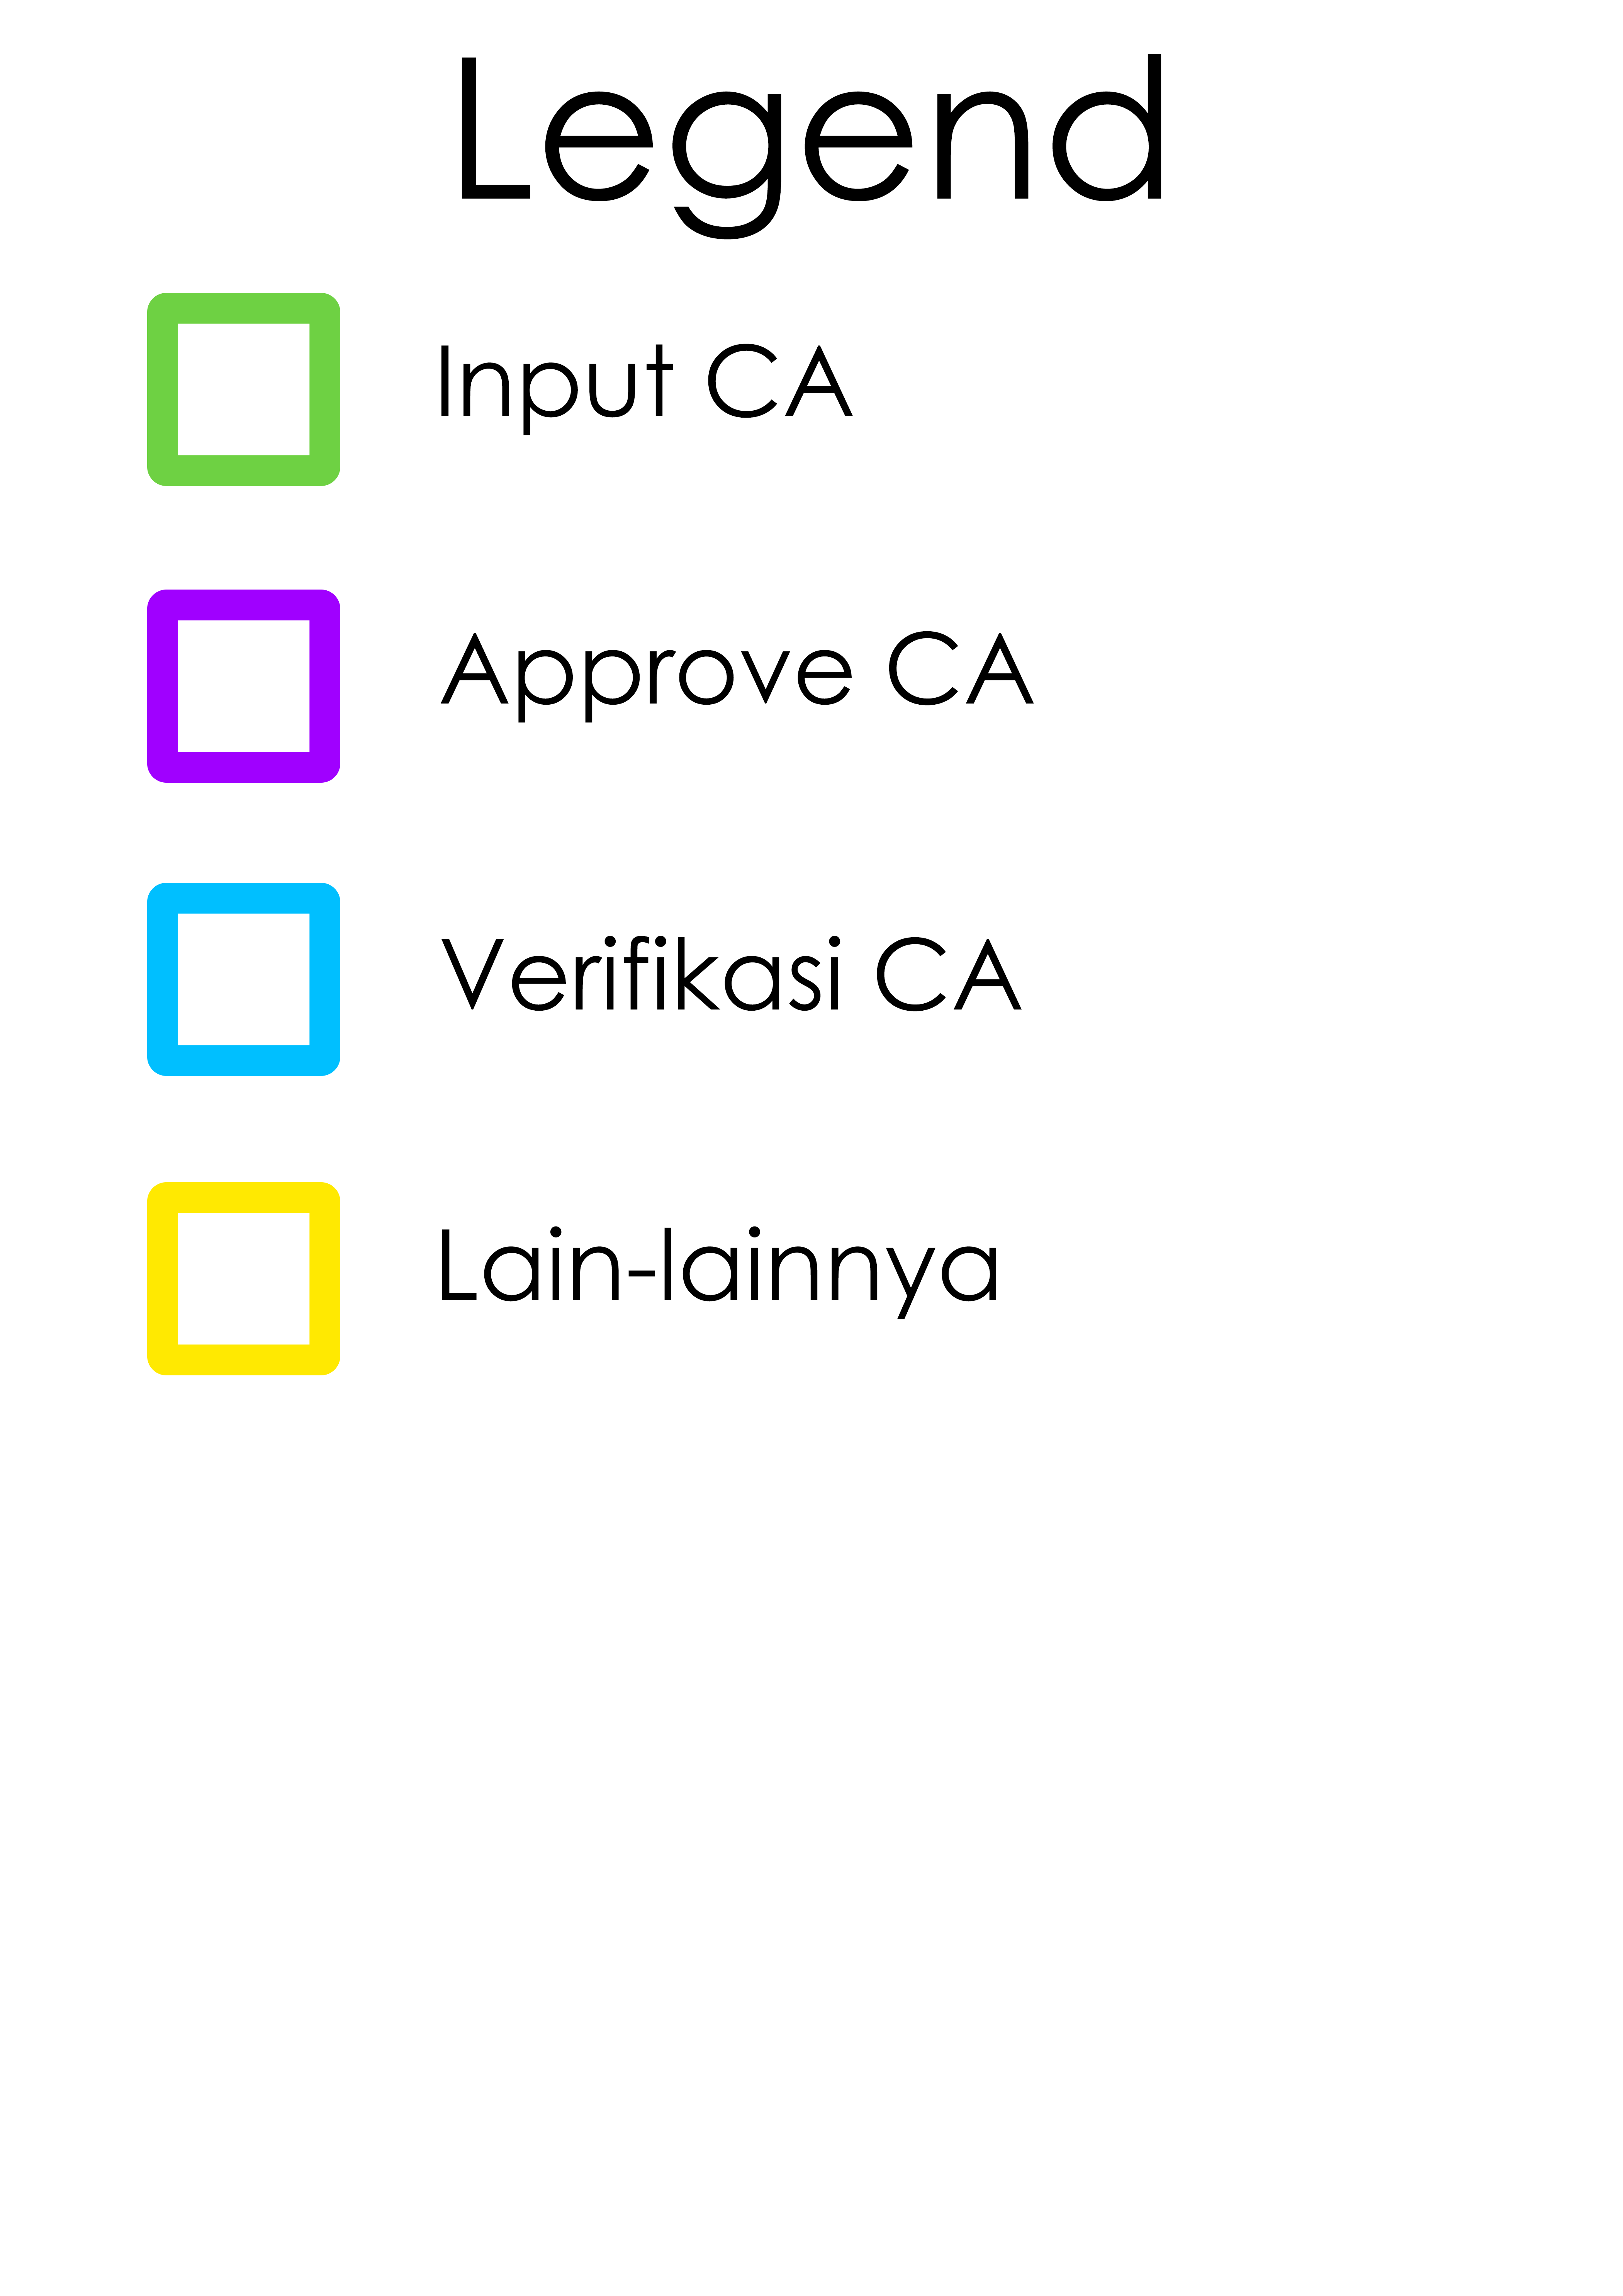 Legend
Input CA
Approve CA
Verifikasi CA
Lain-lainnya